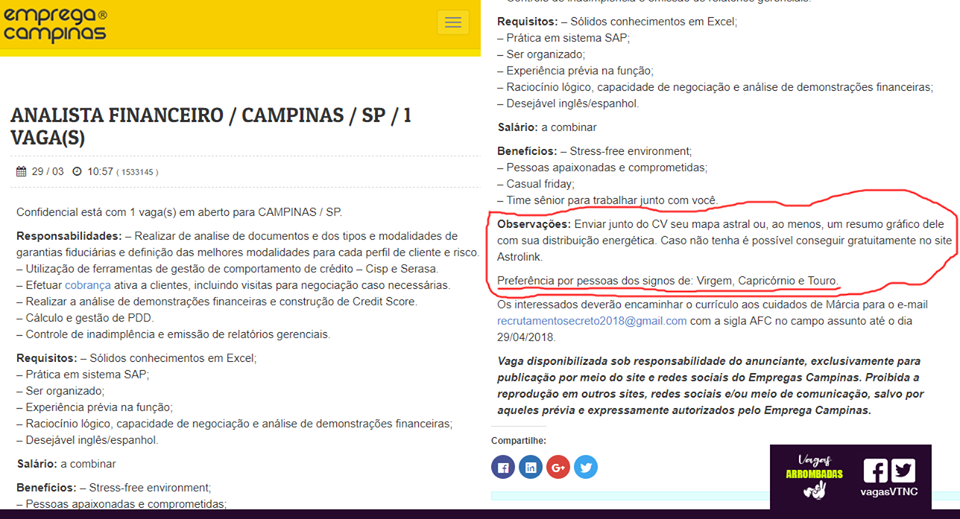 emprega
campinas
ANALISTA FINANCEIRO / CAMPINAS / SP / 1
VAGA(S)
29 / 03 10:57 ( 1533145 )
Confidencial está com 1 vaga(s) em aberto para CAMPINAS / SP.
Responsabilidades: – Realizar de analise de documentos e dos tipos e modalidades de
garantias fiduciárias e definição das melhores modalidades para cada perfil de cliente e risco.
– Utilização de ferramentas de gestão de comportamento de crédito – Cisp e Serasa.
– Efetuar cobrança ativa a clientes, incluindo visitas para negociação caso necessárias.
– Realizar a análise de demonstrações financeiras e construção de Credit Score.
– Cálculo e gestão de PDD.
– Controle de inadimplência e emissão de relatórios gerenciais.
Requisitos: – Sólidos conhecimentos em Excel;
– Prática em sistema SAP;
– Ser organizado;
– Experiência prévia na função;
– Raciocínio lógico, capacidade de negociação e análise de demonstrações financeiras;
– Desejável inglês/espanhol.
Salário: a combinar
Benefícios: – Stress-free environment;
– Pessoas apaixonadas e comprometidas;
– Controle de inadimplência e emissão de relatórios gerenciais.
Requisitos: – Sólidos conhecimentos em Excel;
– Prática em sistema SAP;
– Ser organizado;
– Experiência prévia na função;
– Raciocínio lógico, capacidade de negociação e análise de demonstrações financeiras;
– Desejável inglês/espanhol.
Salário: a combinar
Benefícios: – Stress-free environment;
– Pessoas apaixonadas e comprometidas;
– Casual friday;
– Time sênior para trabalhar junto com você.
Observações: Enviar junto do CV seu mapa astral ou, ao menos, um resumo gráfico dele
com sua distribuição energética. Caso não tenha é possível conseguir gratuitamente no site
Astrolink.
Preferência por pessoas dos signos de: Virgem, Capricórnio e Touro.
Os interessados deverão encaminhar o currículo aos cuidados de Márcia para o e-mail
recrutamentosecreto2018@gmail.com com a sigla AFC no campo assunto até o dia
29/04/2018.
Vaga disponibilizada sob responsabilidade do anunciante, exclusivamente para
publicação por meio do site e redes sociais do Empregas Campinas. Proibida a
reprodução em outros sites, redes sociais e/ou meio de comunicação, salvo por
aqueles prévia e expressamente autorizados pelo Emprega Campinas.
Compartilhe:
Vagas
ARROMBADAS
vagasVTNC